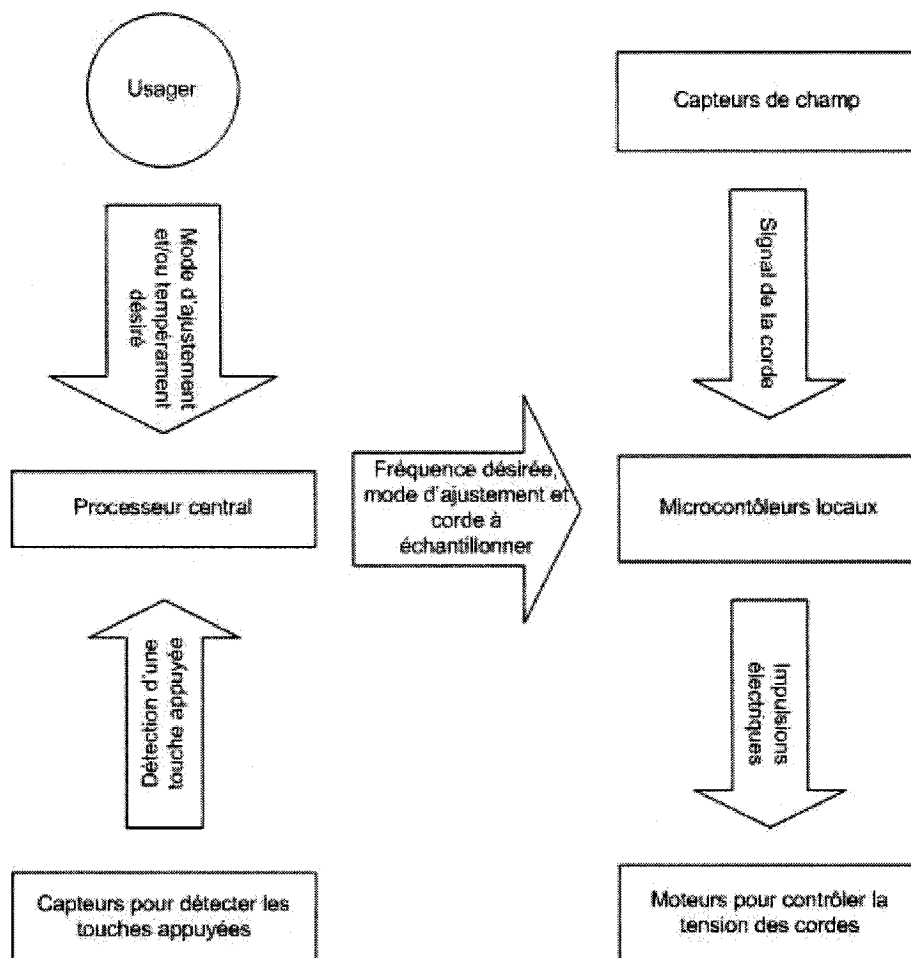 Usager
Capteurs de champ
Mode d'ajustement
et/ou tempérament
désiré
Signal de la corde
Processeur central
Fréquence désirée,
mode d'ajustement et
corde à
échantillonner
Microcontôleurs locaux
Détection d'une
touche appuyée
Impulsions
électriques
Capteurs pour détecter les
touches appuyées
Moteurs pour contrôler la
tension des cordes